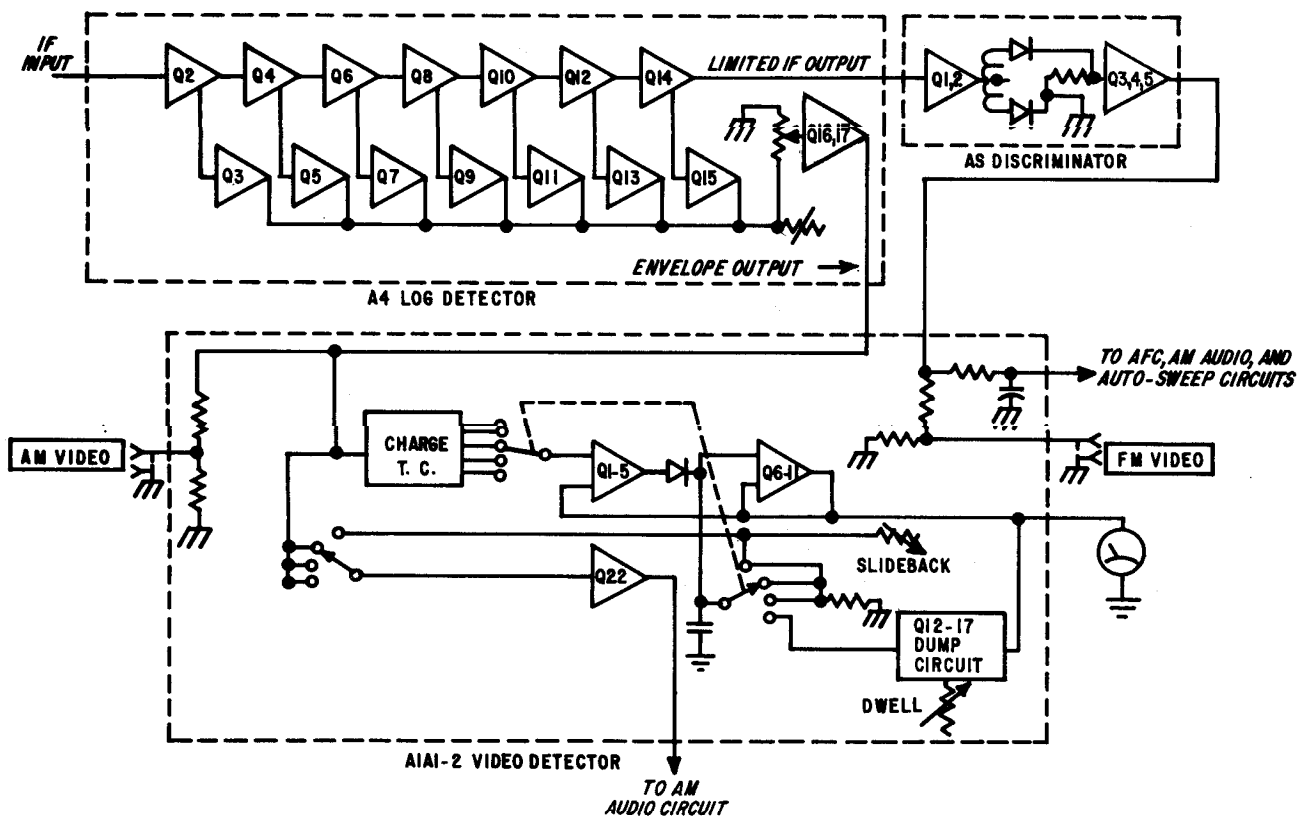 IF
INPUT
Q2
Q4
Q6
Q8
Q10
Q12
Q14
LIMITED IF OUTPUT
Q1,2
Q3,4,5
Q3
Q5
Q7
Q9
Q11
Q13
Q15
Q16,17
AS DISCRIMINATOR
ENVELOPE OUTPUT
A4 LOG DETECTOR
TO AFC, AM AUDIO, AND
AUTO-SWEEP CIRCUITS
AM VIDEO
CHARGE
T. C.
Q1-5
Q6-11
FM VIDEO
SLIDEBACK
Q22
Q12-17
DUMP
CIRCUIT
DWELL
A1A1-2 VIDEO DETECTOR
TO AM
AUDIO CIRCUIT